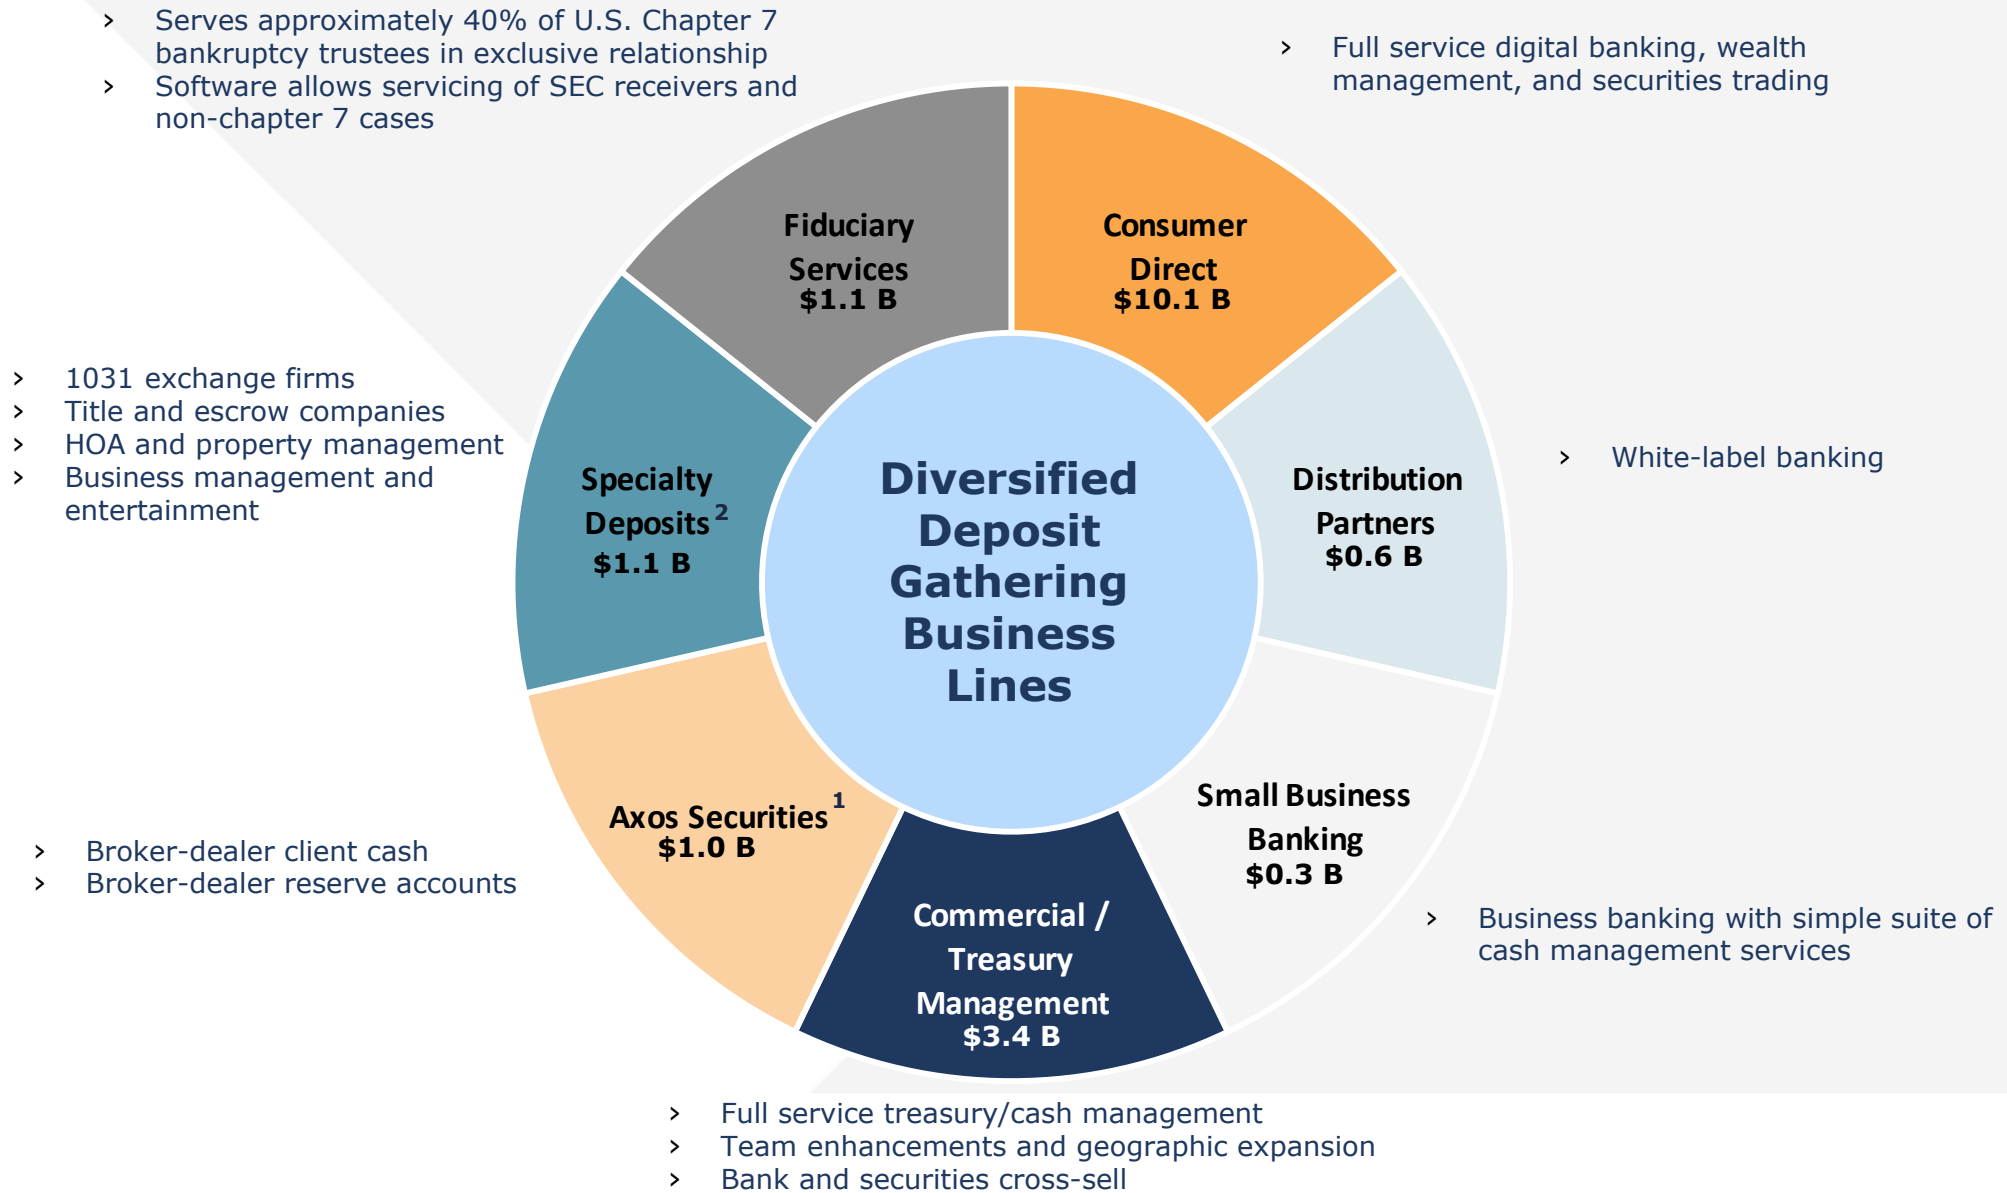 › Serves approximately 40% of U.S. Chapter 7
bankruptcy trustees in exclusive relationship
› Software allows servicing of SEC receivers and
non-chapter 7 cases
› Full service digital banking, wealth
management, and securities trading
Fiduciary
Services
$1.1 B
Consumer
Direct
$10.1 B
› 1031 exchange firms
› Title and escrow companies
› HOA and property management
› Business management and
entertainment
Specialty
Deposits 2
$1.1 B
Diversified
Deposit
Gathering
Business
Lines
Distribution
Partners
$0.6 B
› White-label banking
Axos Securities 1
$1.0 B
› Broker-dealer client cash
› Broker-dealer reserve accounts
Small Business
Banking
$0.3 B
› Business banking with simple suite of
cash management services
Commercial /
Treasury
Management
$3.4 B
› Full service treasury/cash management
› Team enhancements and geographic expansion
› Bank and securities cross-sell